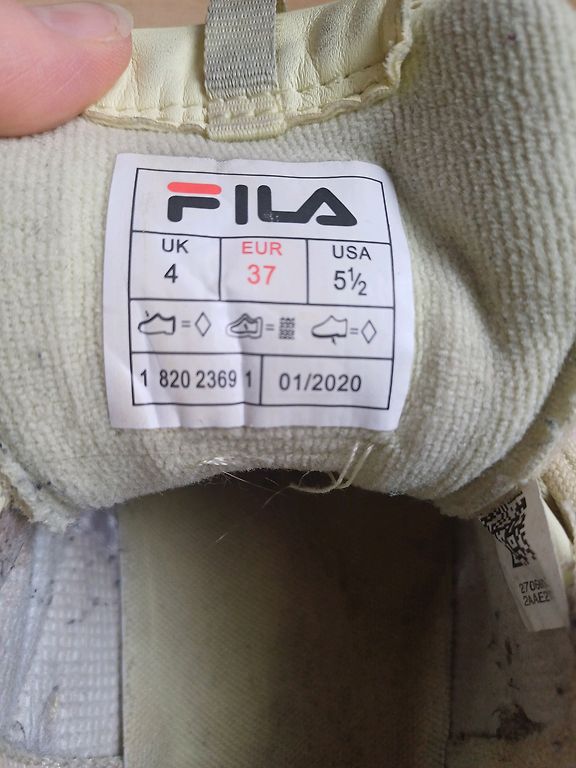 FILA
UK EUR USA
4 37 5½
= = =
1 820 2369 1 01/2020